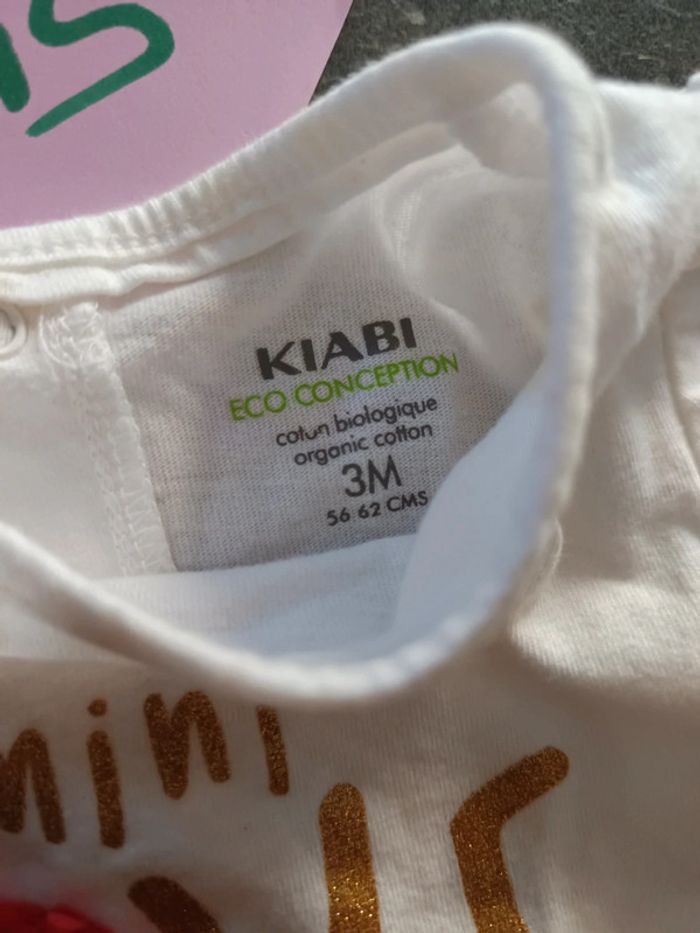 KIABI
ECO CONCEPTION
coton biologique
organic cotton
3M
56 62 CMS
mini